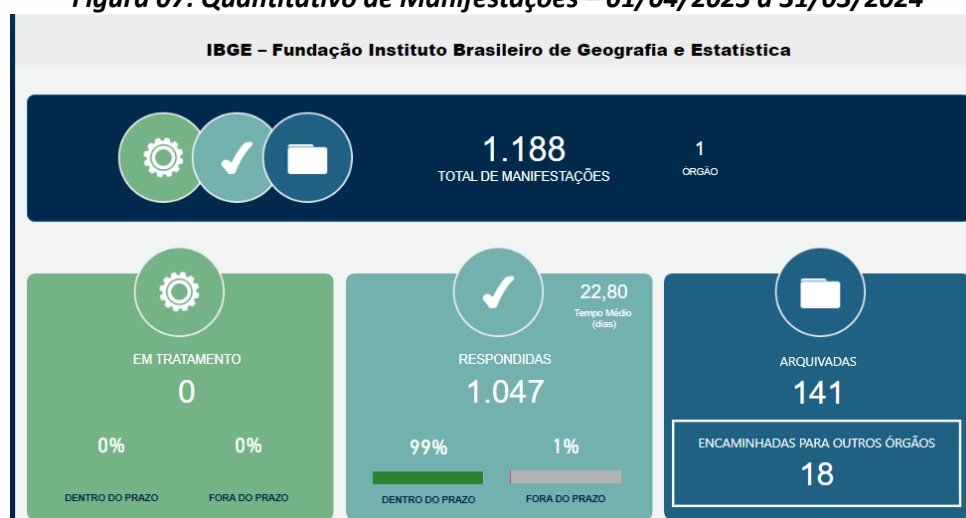 Figura 07: Quantitativo de Manifestações – 01/04/2023 a 31/03/2024
IBGE – Fundação Instituto Brasileiro de Geografia e Estatística
1.188
TOTAL DE MANIFESTAÇÕES
1
ÓRGÃO
EM TRATAMENTO
0
0%
0%
DENTRO DO PRAZO
FORA DO PRAZO
22,80
Tempo Médio
(dias)
RESPONDIDAS
1.047
99%
1%
DENTRO DO PRAZO
FORA DO PRAZO
ARQUIVADAS
141
ENCAMINHADAS PARA OUTROS ÓRGÃOS
18